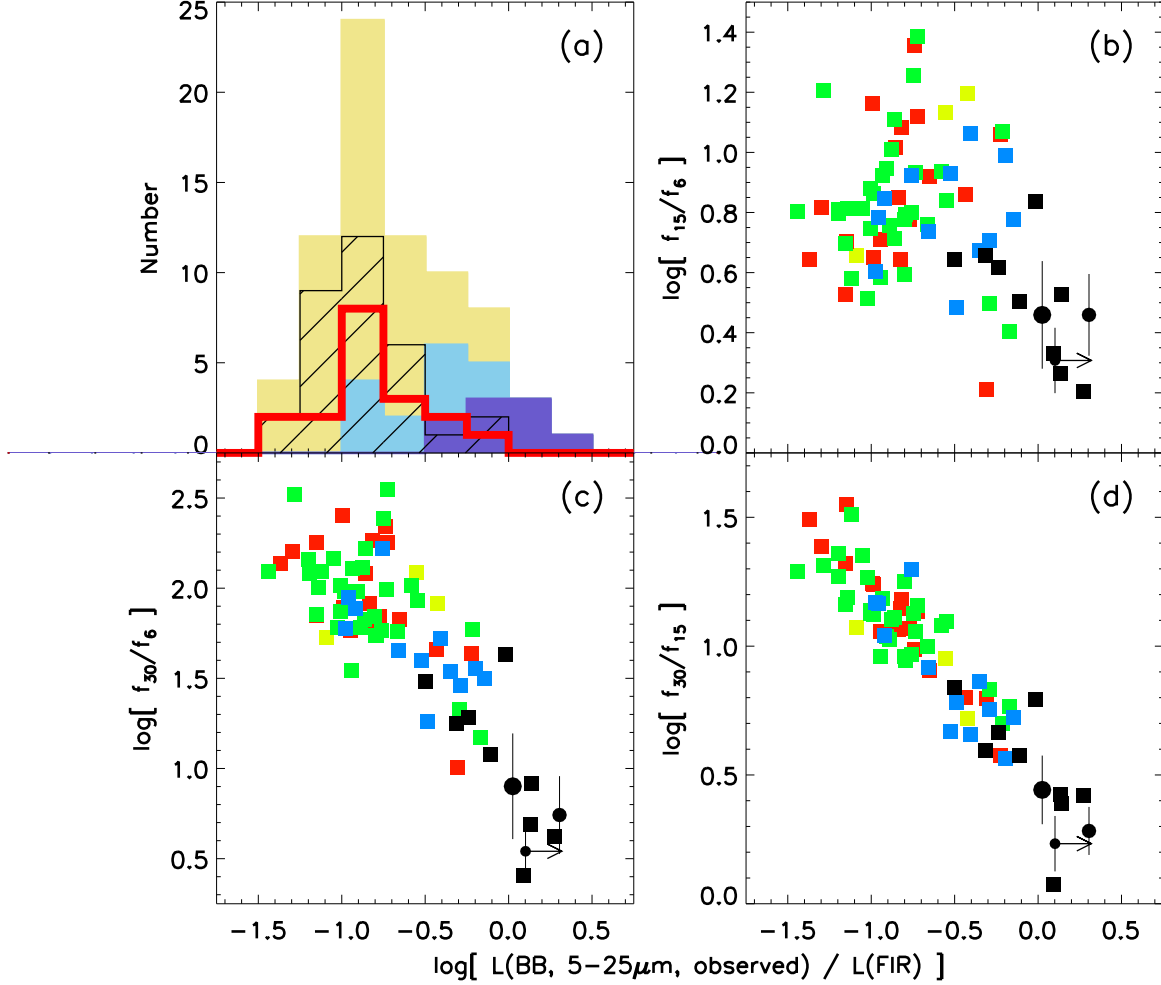 (a)
Number
25
20
15
10
5
0
(b)
log[ f15/f6 ]
1.4
1.2
1.0
0.8
0.6
0.4
0.2
0.0
(c)
log[ f30/f6 ]
2.5
2.0
1.5
1.0
0.5
(d)
log[ f30/f15 ]
1.5
1.0
0.5
0.0
-1.5 -1.0 -0.5 0.0 0.5
-1.5 -1.0 -0.5 0.0 0.5
log[ L(BB, 5-25μm, observed) / L(FIR) ]